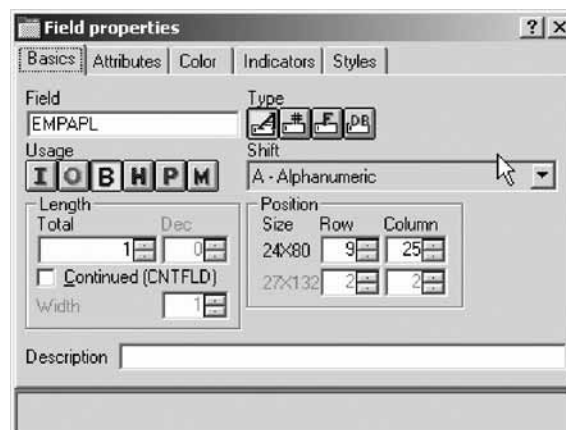 Field properties
Basics Attributes Color Indicators Styles
Field Type
EMPAPL A # F DB
Usage Shift
I O B H P M A - Alphanumeric
Length Position
Total Dec Size Row Column
1 0 24X80 9 25
Continued (CNTFLD) 27X132 2 2
Width 1
Description